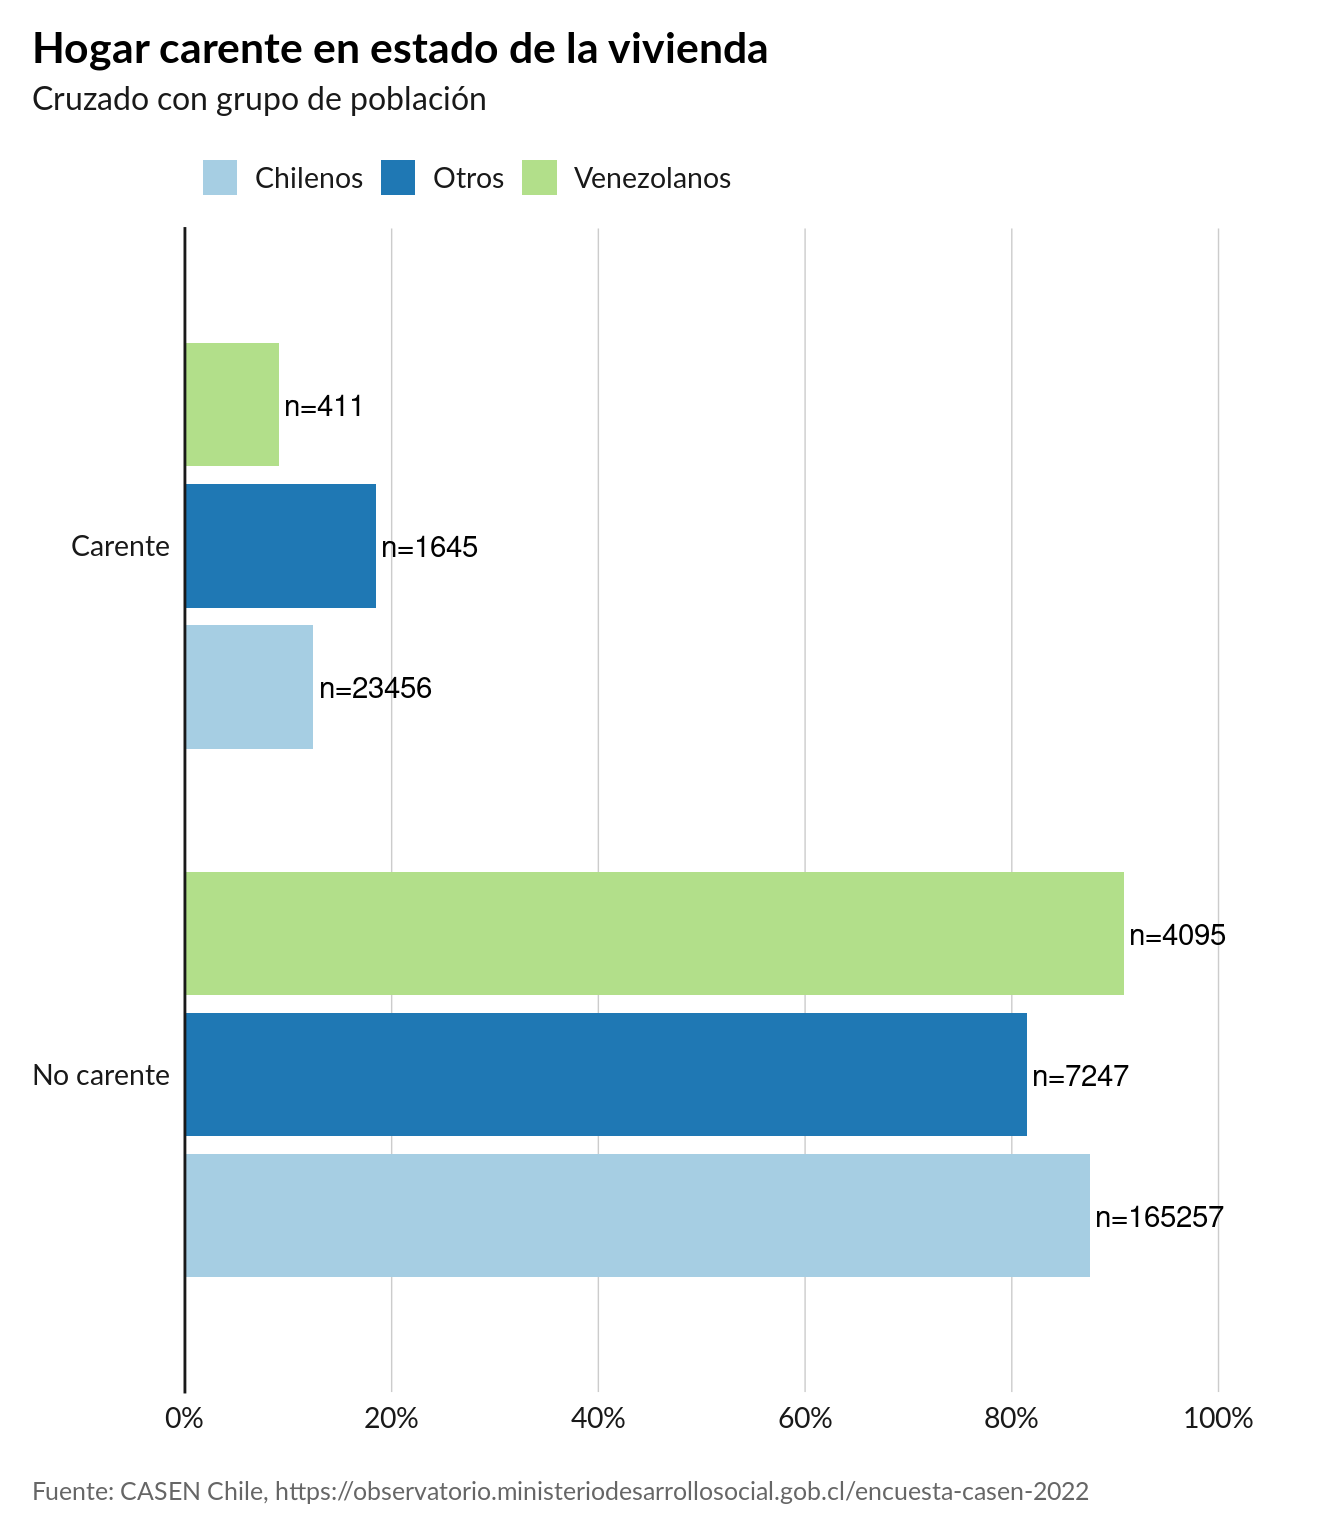 Hogar carente en estado de la vivienda
Cruzado con grupo de población
Chilenos Otros Venezolanos
n=411
Carente n=1645
n=23456
n=4095
No carente n=7247
n=165257
0% 20% 40% 60% 80% 100%
Fuente: CASEN Chile, https://observatorio.ministeriodesarrollosocial.gob.cl/encuesta-casen-2022